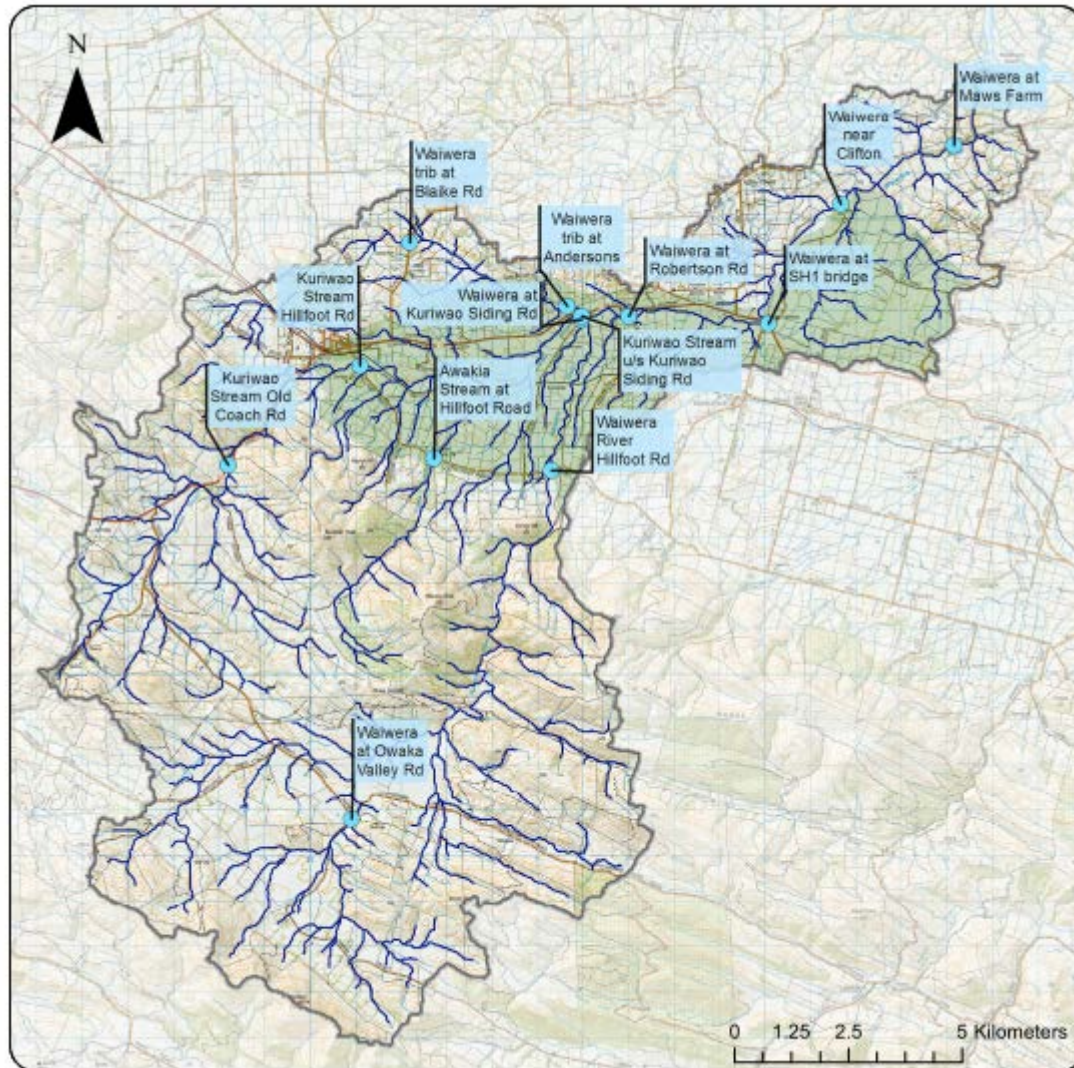 N
Waiwera at
Maws Farm
Waiwera
near
Clifton
Waiwera
trib at
Blaike Rd
Waiwera
trib at
Andersons
Waiwera at
Robertson Rd
Waiwera at
SH1 bridge
Kuriwao
Stream
Hillfoot Rd
Waiwera at
Kuriwao Siding Rd
Kuriwao Stream
u/s Kuriwao
Siding Rd
Kuriwao
Stream Old
Coach Rd
Awakia
Stream at
Hillfoot Road
Waiwera
River
Hillfoot Rd
Waiwera
at Owaka
Valley Rd
0 1.25 2.5 5 Kilometers